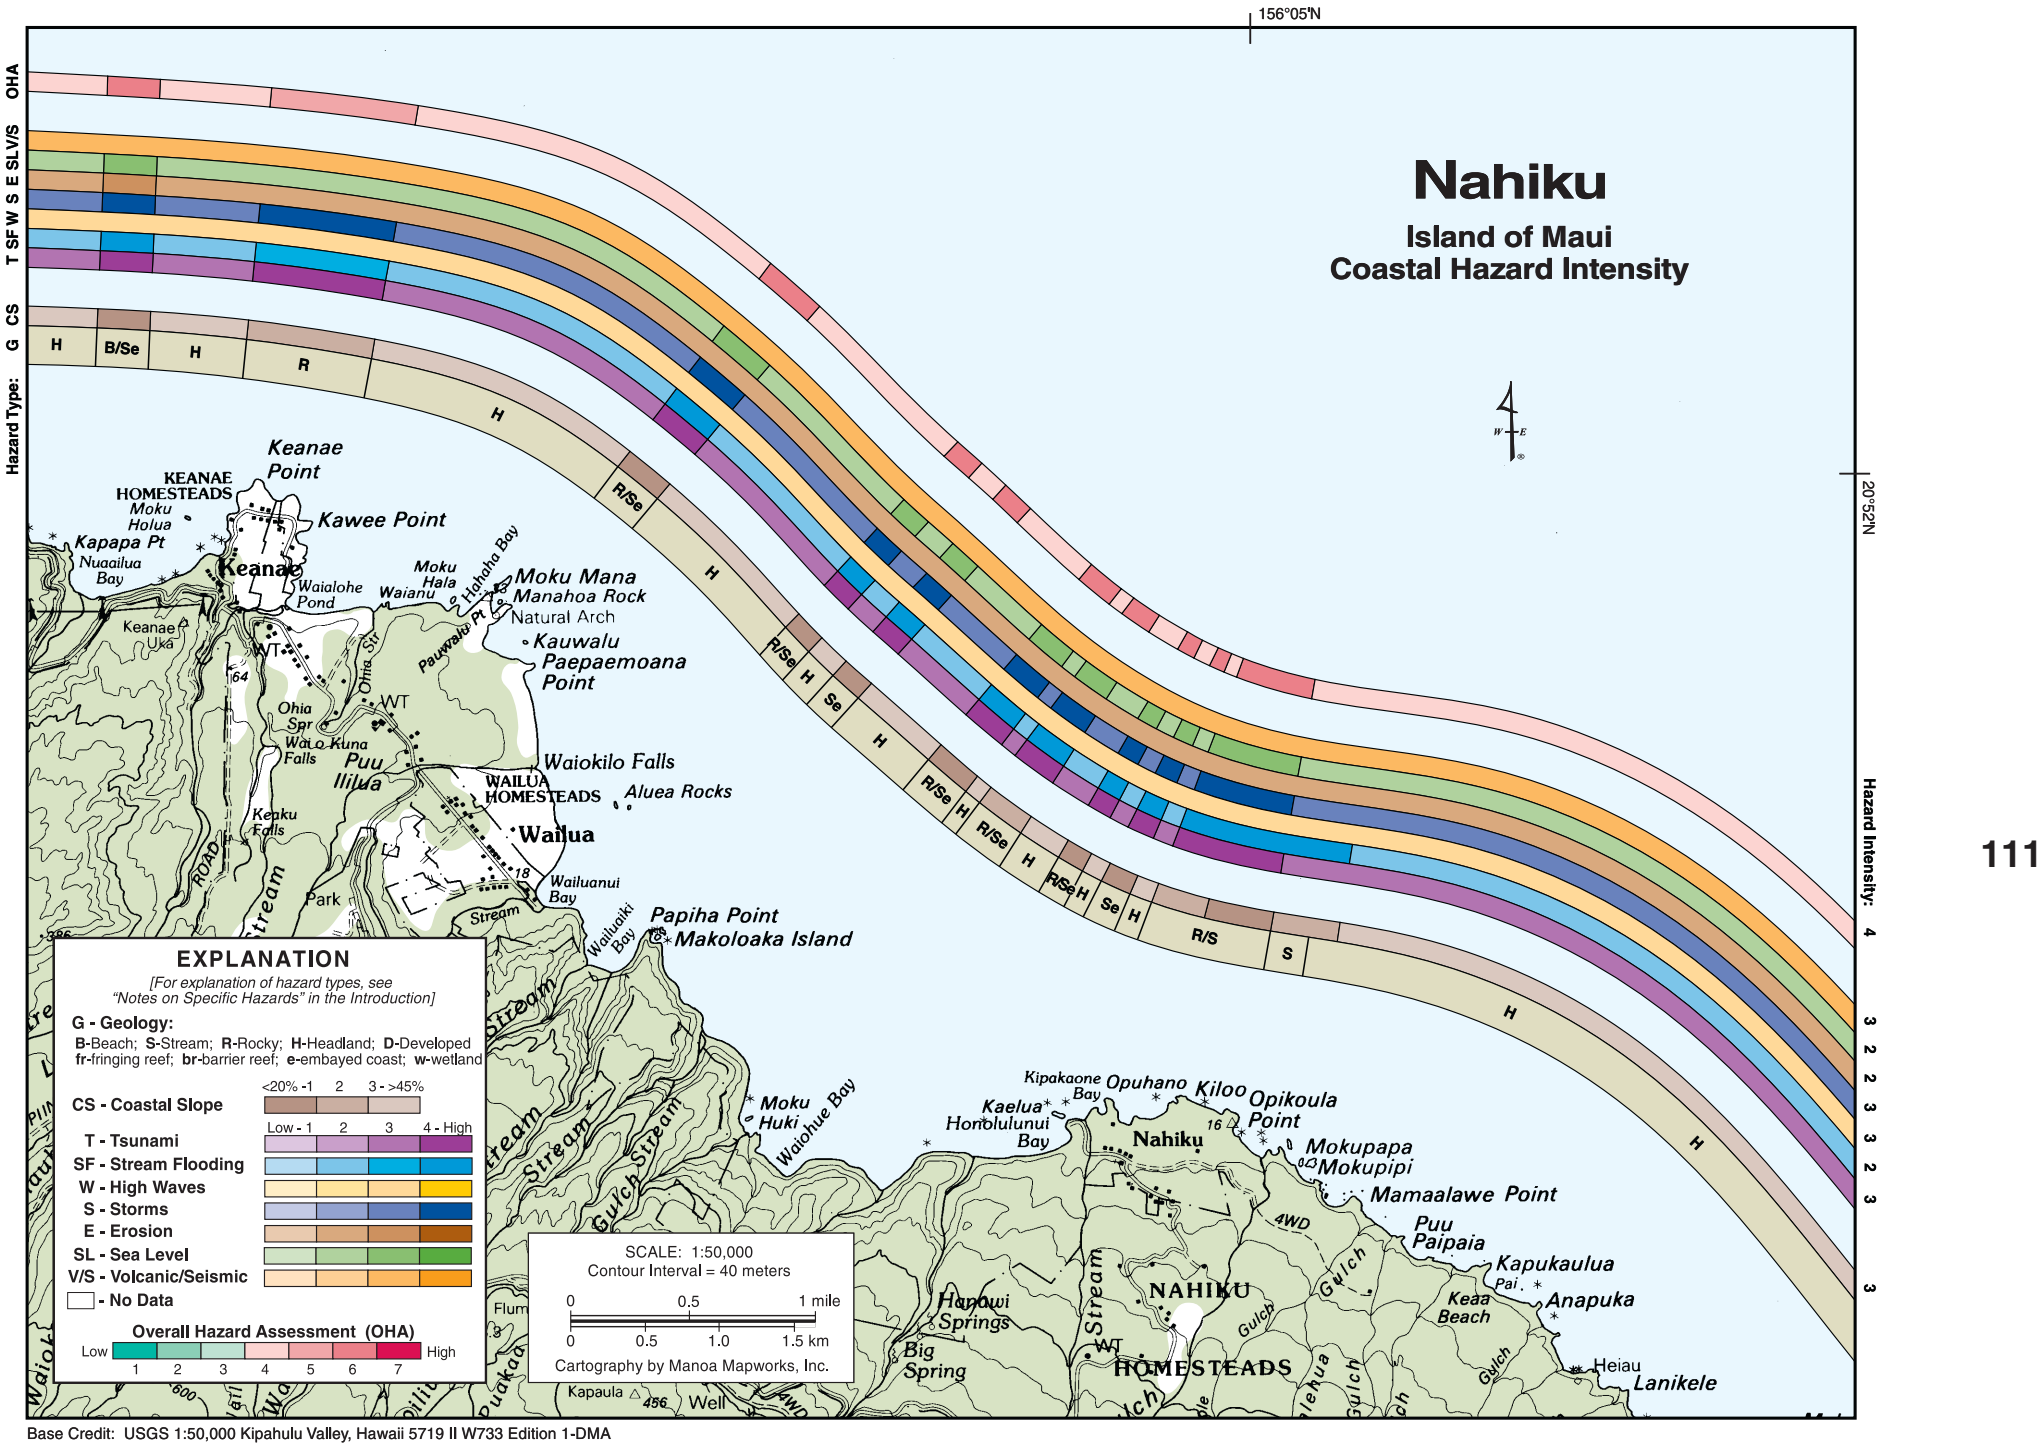 156°05'N
OHA
SLV/S
E
S
W
SF
T
CS
G
Hazard Type:
Nahiku
Island of Maui
Coastal Hazard Intensity
W E
20°52'N
111
Hazard Intensity:
4
3
2
2
3
3
2
3
3
H
B/Se
H
R
H
R/Se
H
R/Se
H
Se
H
R/Se
H
R/Se
H
R/Se
H
Se
H
R/S
S
H
H
Keanae
Point
KEANAE
HOMESTEADS
Moku
Holua
Kawee Point
Kapapa Pt
Nuaailua
Bay
Keanae
Waialohe
Pond
Waianu
Moku
Hala
Hahaha Bay
Moku Mana
Manahoa Rock
Natural Arch
Pauwalu Pt
Kauwalu
Paepaemoana
Point
Keanae
Uka
WT
64
Ohia Str
WT
Ohia
Spr
Wai o Kuna
Falls
Puu
Ililua
Waiokilo Falls
WAILUA
HOMESTEADS
Aluea Rocks
Wailua
Keaku
Falls
ROAD
Stream
Park
18
Wailuanui
Bay
Stream
Wailuaiki
Bay
Papiha Point
Makoloaka Island
386
Stream
Stream
Stream
Gulch
Stream
Moku
Huki
Waiohue Bay
Kipakaone
Bay
Opuhano
Kiloo
Opikoula
Point
Kaelua
Honolulunui
Bay
16
Nahiku
Mokupapa
Mokupipi
Mamaalawe Point
Puu
Paipaia
4WD
Kapukaulua
Pai
Anapuka
Keaa
Beach
Gulch
Gulch
Stream
NAHIKU
Hanawi
Springs
Big
Spring
WT
HOMESTEADS
Gulch
Gulch
Heiau
Lanikele
EXPLANATION
[For explanation of hazard types, see
"Notes on Specific Hazards" in the Introduction]
G - Geology:
B-Beach; S-Stream; R-Rocky; H-Headland; D-Developed
fr-fringing reef; br-barrier reef; e-embayed coast; w-wetland
<20% -1 2 3 - >45%
CS - Coastal Slope
Low - 1 2 3 4 - High
T - Tsunami
SF - Stream Flooding
W - High Waves
S - Storms
E - Erosion
SL - Sea Level
V/S - Volcanic/Seismic
- No Data
Overall Hazard Assessment (OHA)
Low High
1 2 3 4 5 6 7
600
SCALE: 1:50,000
Contour Interval = 40 meters
0 0.5 1 mile
0 0.5 1.0 1.5 km
Cartography by Manoa Mapworks, Inc.
Flum
Kapaula
456
Well
4WD
Base Credit: USGS 1:50,000 Kipahulu Valley, Hawaii 5719 II W733 Edition 1-DMA